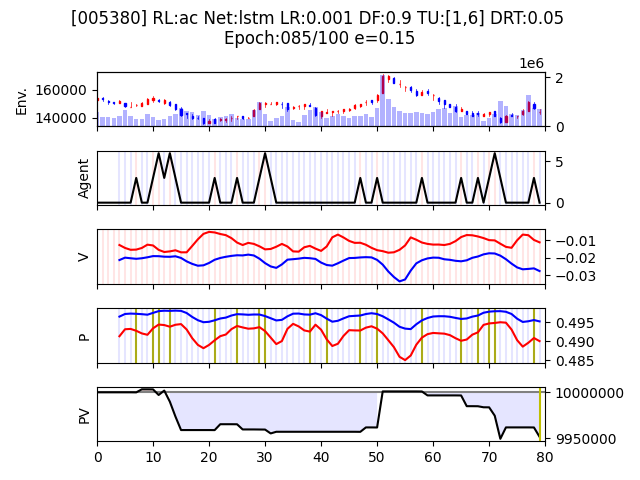 [005380] RL:ac Net:lstm LR:0.001 DF:0.9 TU:[1,6] DRT:0.05
Epoch:085/100 e=0.15
1e6
Env.
160000
140000
2
0
Agent
5
0
V
−0.01
−0.02
−0.03
P
0.495
0.490
0.485
PV
10000000
9950000
0 10 20 30 40 50 60 70 80